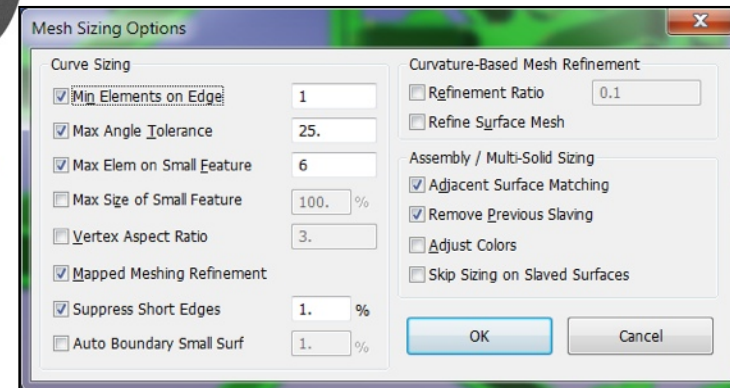 Mesh Sizing Options
Curve Sizing
Min Elements on Edge 1
Max Angle Tolerance 25.
Max Elem on Small Feature 6
Max Size of Small Feature 100. %
Vertex Aspect Ratio 3.
Mapped Meshing Refinement
Suppress Short Edges 1. %
Auto Boundary Small Surf 1. %
Curvature-Based Mesh Refinement
Refinement Ratio 0.1
Refine Surface Mesh
Assembly / Multi-Solid Sizing
Adjacent Surface Matching
Remove Previous Slaving
Adjust Colors
Skip Sizing on Slaved Surfaces
OK Cancel